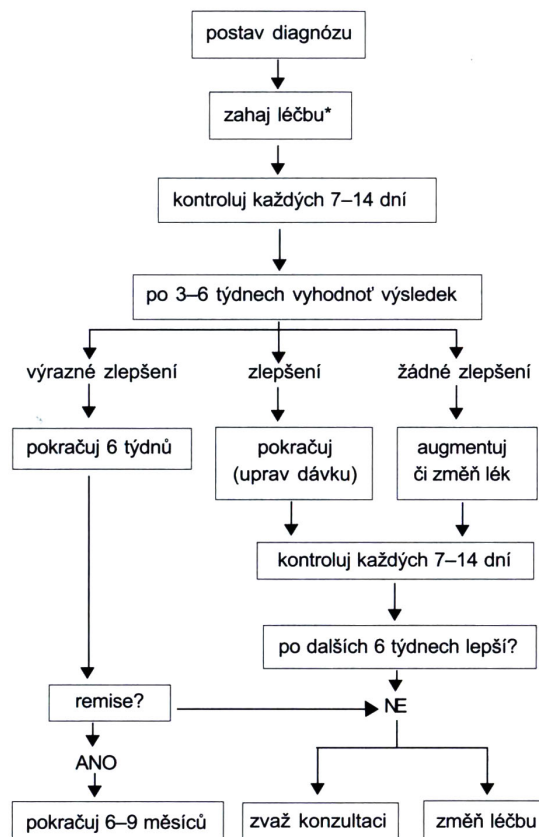 postav diagnózu
zahaj léčbu*
kontroluj každých 7–14 dní
po 3–6 týdnech vyhodnoť výsledek
výrazné zlepšení
zlepšení
žádné zlepšení
pokračuj 6 týdnů
pokračuj
(uprav dávku)
augmentuj
či změň lék
kontroluj každých 7–14 dní
po dalších 6 týdnech lepší?
remise?
NE
ANO
pokračuj 6–9 měsíců
zvaž konzultaci
změň léčbu